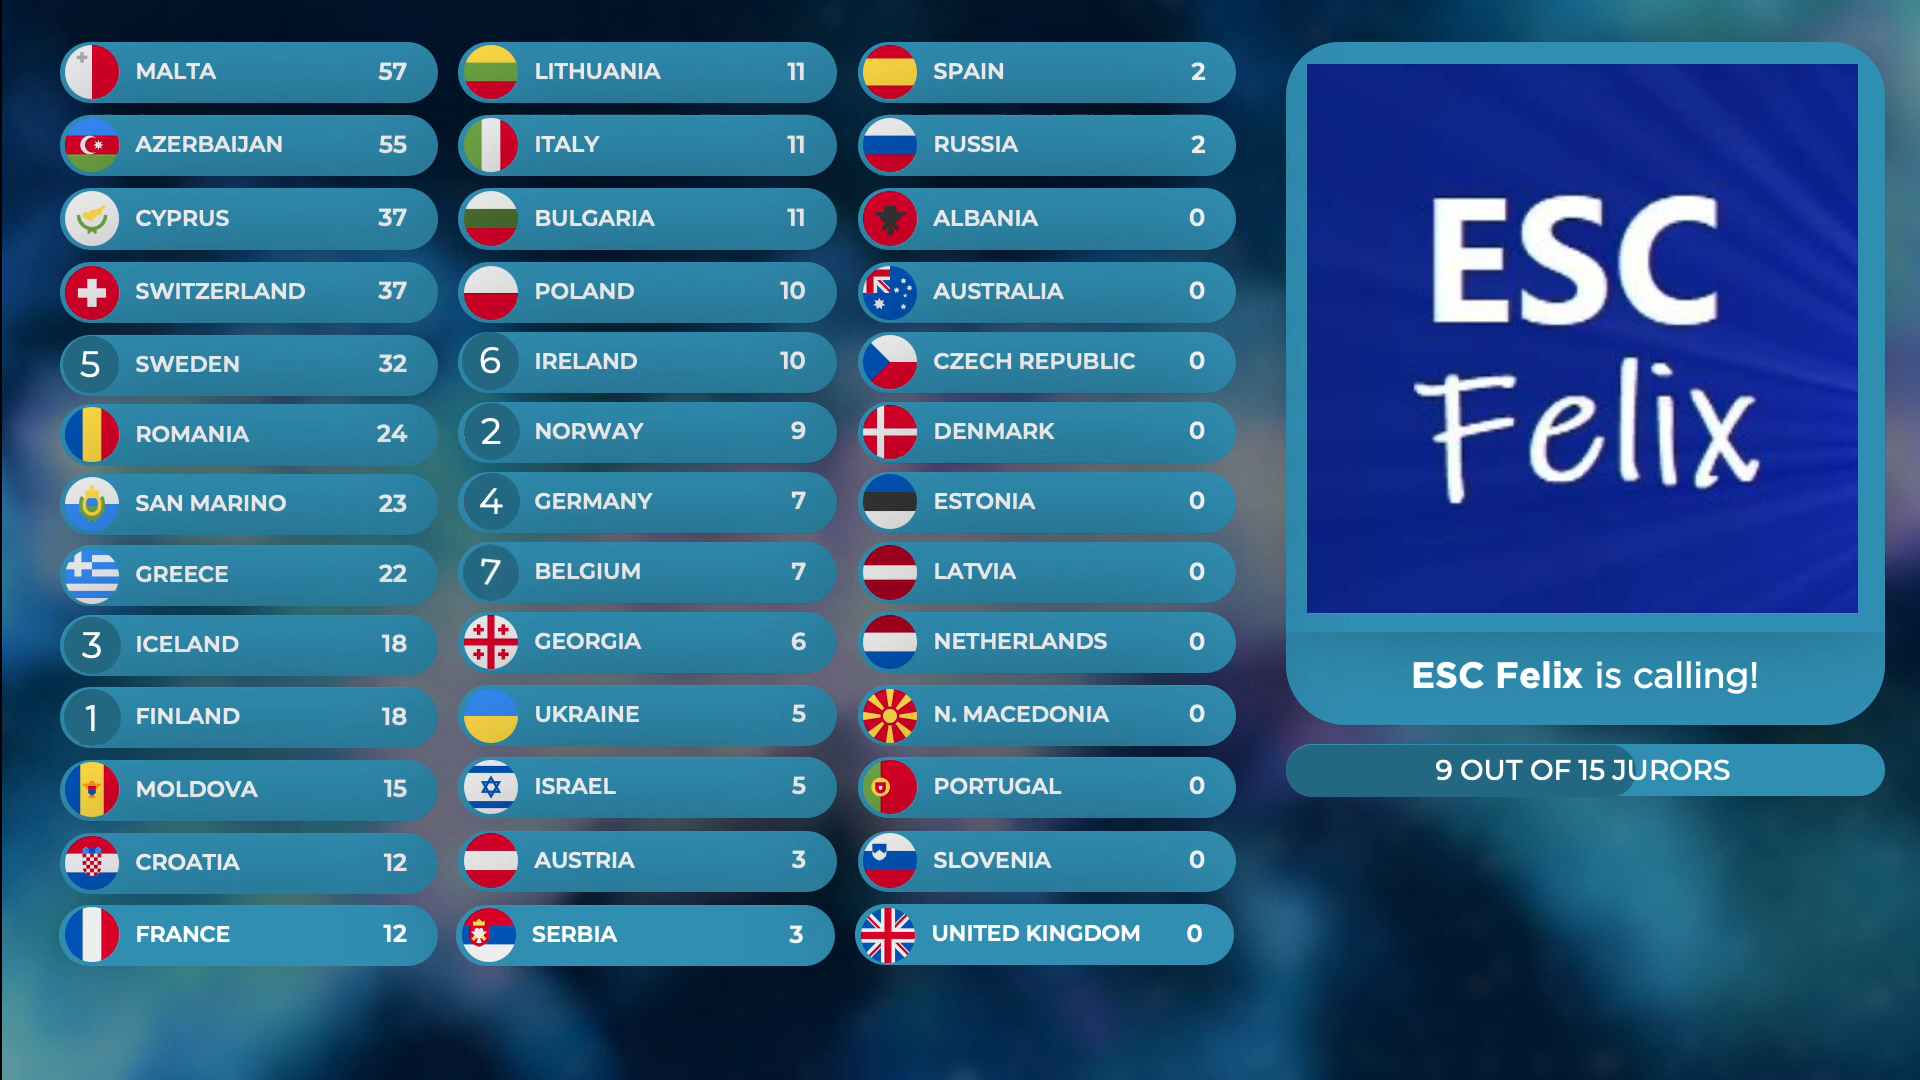 MALTA 57
AZERBAIJAN 55
CYPRUS 37
SWITZERLAND 37
5 SWEDEN 32
ROMANIA 24
SAN MARINO 23
GREECE 22
3 ICELAND 18
1 FINLAND 18
MOLDOVA 15
CROATIA 12
FRANCE 12
LITHUANIA 11
ITALY 11
BULGARIA 11
POLAND 10
6 IRELAND 10
2 NORWAY 9
4 GERMANY 7
7 BELGIUM 7
GEORGIA 6
UKRAINE 5
ISRAEL 5
AUSTRIA 3
SERBIA 3
SPAIN 2
RUSSIA 2
ALBANIA 0
AUSTRALIA 0
CZECH REPUBLIC 0
DENMARK 0
ESTONIA 0
LATVIA 0
NETHERLANDS 0
N. MACEDONIA 0
PORTUGAL 0
SLOVENIA 0
UNITED KINGDOM 0
ESC
Felix
ESC Felix is calling!
9 OUT OF 15 JURORS